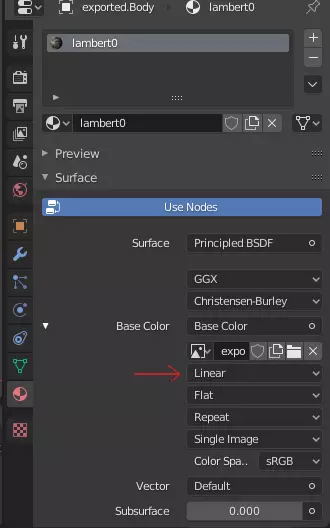 exported.Body lambert0
lambert0
lambert0
Preview
Surface
Use Nodes
Surface Principled BSDF
GGX
Christensen-Burley
Base Color Base Color
expo
Linear
Flat
Repeat
Single Image
Color Spa.. sRGB
Vector Default
Subsurface 0.000